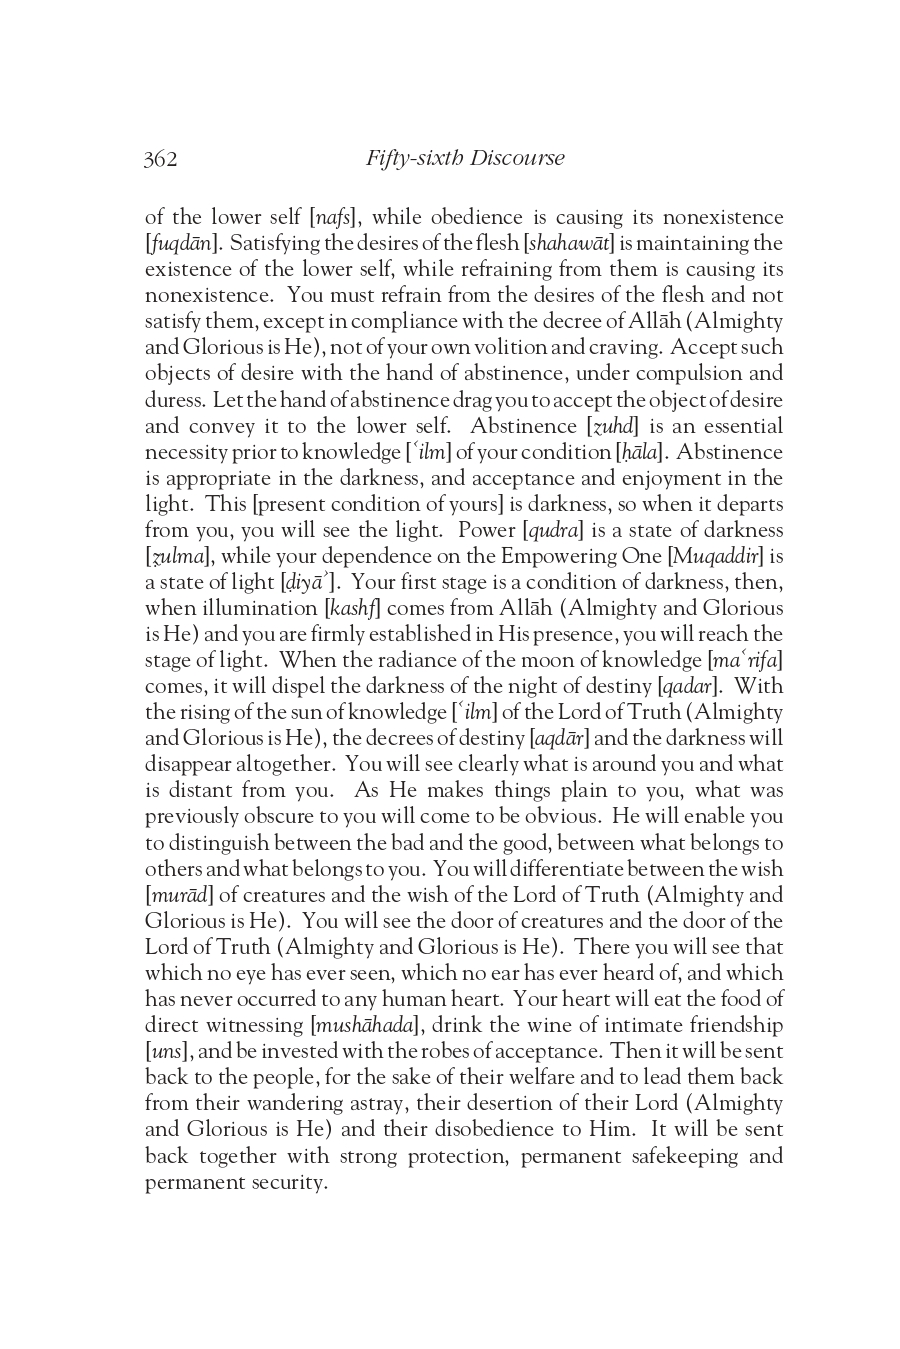 362 Fifty-sixth Discourse
of the lower self [nafs], while obedience is causing its nonexistence
[fuqdān]. Satisfying the desires of the flesh [shahawāt] is maintaining the
existence of the lower self, while refraining from them is causing its
nonexistence. You must refrain from the desires of the flesh and not
satisfy them, except in compliance with the decree of Allāh (Almighty
and Glorious is He), not of your own volition and craving. Accept such
objects of desire with the hand of abstinence, under compulsion and
duress. Let the hand of abstinence drag you to accept the object of desire
and convey it to the lower self. Abstinence [zuhd] is an essential
necessity prior to knowledge [ʿilm] of your condition [ḥāla]. Abstinence
is appropriate in the darkness, and acceptance and enjoyment in the
light. This [present condition of yours] is darkness, so when it departs
from you, you will see the light. Power [qudra] is a state of darkness
[ẓulma], while your dependence on the Empowering One [Muqaddir] is
a state of light [ḍiyāʾ]. Your first stage is a condition of darkness, then,
when illumination [kashf] comes from Allāh (Almighty and Glorious
is He) and you are firmly established in His presence, you will reach the
stage of light. When the radiance of the moon of knowledge [maʿrifa]
comes, it will dispel the darkness of the night of destiny [qadar]. With
the rising of the sun of knowledge [ʿilm] of the Lord of Truth (Almighty
and Glorious is He), the decrees of destiny [aqdār] and the darkness will
disappear altogether. You will see clearly what is around you and what
is distant from you. As He makes things plain to you, what was
previously obscure to you will come to be obvious. He will enable you
to distinguish between the bad and the good, between what belongs to
others and what belongs to you. You will differentiate between the wish
[murād] of creatures and the wish of the Lord of Truth (Almighty and
Glorious is He). You will see the door of creatures and the door of the
Lord of Truth (Almighty and Glorious is He). There you will see that
which no eye has ever seen, which no ear has ever heard of, and which
has never occurred to any human heart. Your heart will eat the food of
direct witnessing [mushāhada], drink the wine of intimate friendship
[uns], and be invested with the robes of acceptance. Then it will be sent
back to the people, for the sake of their welfare and to lead them back
from their wandering astray, their desertion of their Lord (Almighty
and Glorious is He) and their disobedience to Him. It will be sent
back together with strong protection, permanent safekeeping and
permanent security.